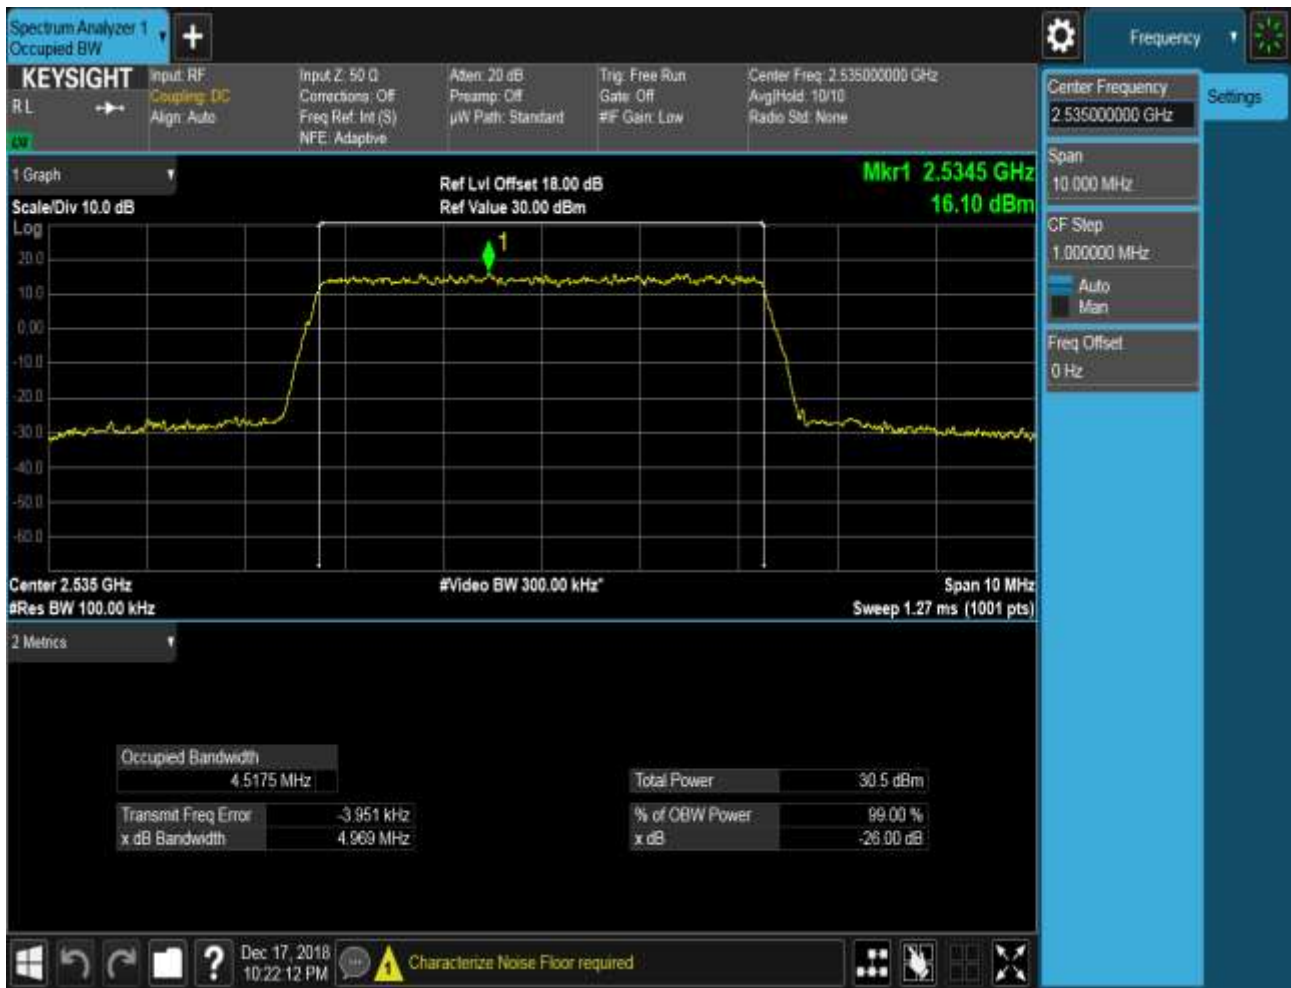 Spectrum Analyzer 1
Occupied BW
Frequency
KEYSIGHT
R L
Input: RF
Coupling: DC
Align: Auto
Input Z: 50 Ω
Corrections: Off
Freq Ref: Int (S)
NFE: Adaptive
Atten: 20 dB
Preamp: Off
µW Path: Standard
Trig: Free Run
Gate: Off
#IF Gain: Low
Center Freq: 2.535000000 GHz
Avg|Hold: 10/10
Radio Std: None
Center Frequency
2.535000000 GHz
Settings
Span
10.000 MHz
CF Step
1.000000 MHz
Auto
Man
Freq Offset
0 Hz
1 Graph
Scale/Div 10.0 dB
Ref Lvl Offset 18.00 dB
Ref Value 30.00 dBm
Mkr1 2.5345 GHz
16.10 dBm
Log
1
20.0
10.0
0.00
-10.0
-20.0
-30.0
-40.0
-50.0
-60.0
Center 2.535 GHz
#Res BW 100.00 kHz
#Video BW 300.00 kHz*
Span 10 MHz
Sweep 1.27 ms (1001 pts)
2 Metrics
Occupied Bandwidth
4.5175 MHz
Transmit Freq Error -3.951 kHz
x dB Bandwidth 4.969 MHz
Total Power 30.5 dBm
% of OBW Power 99.00 %
x dB -26.00 dB
?
Dec 17, 2018
10:22:12 PM
1
Characterize Noise Floor required